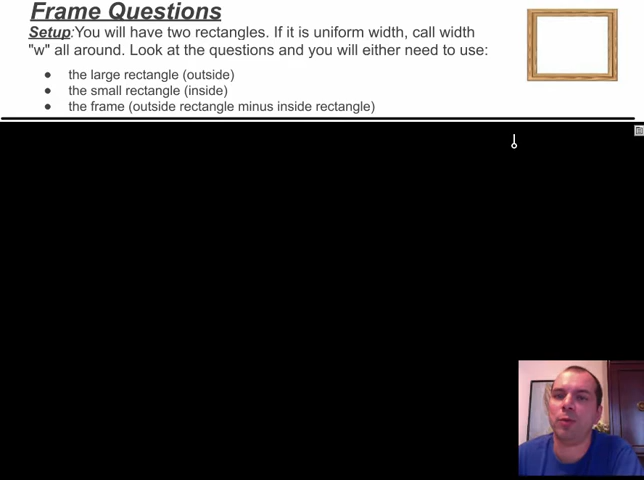 Frame Questions
Setup:You will have two rectangles. If it is uniform width, call width
"w" all around. Look at the questions and you will either need to use:
● the large rectangle (outside)
● the small rectangle (inside)
● the frame (outside rectangle minus inside rectangle)